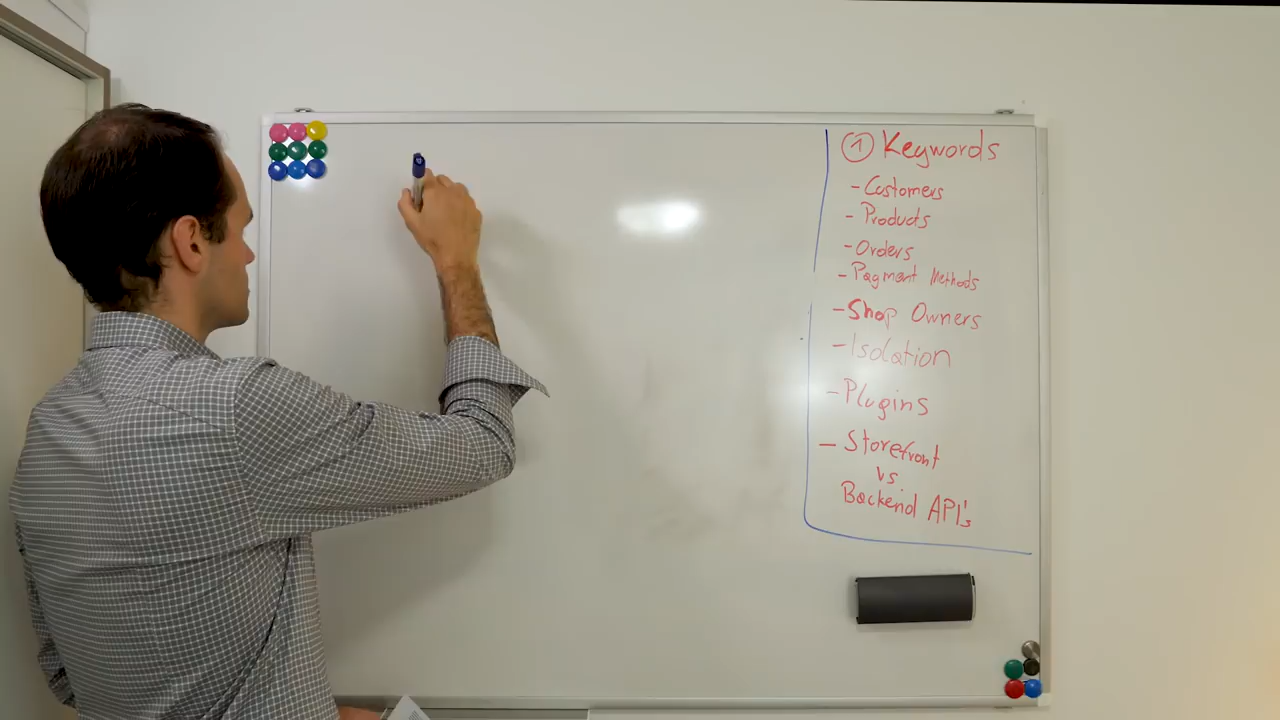 1 Keywords
- Customers
- Products
- Orders
- Payment Methods
- Shop Owners
- Isolation
- Plugins
- Storefront
vs
Backend API's